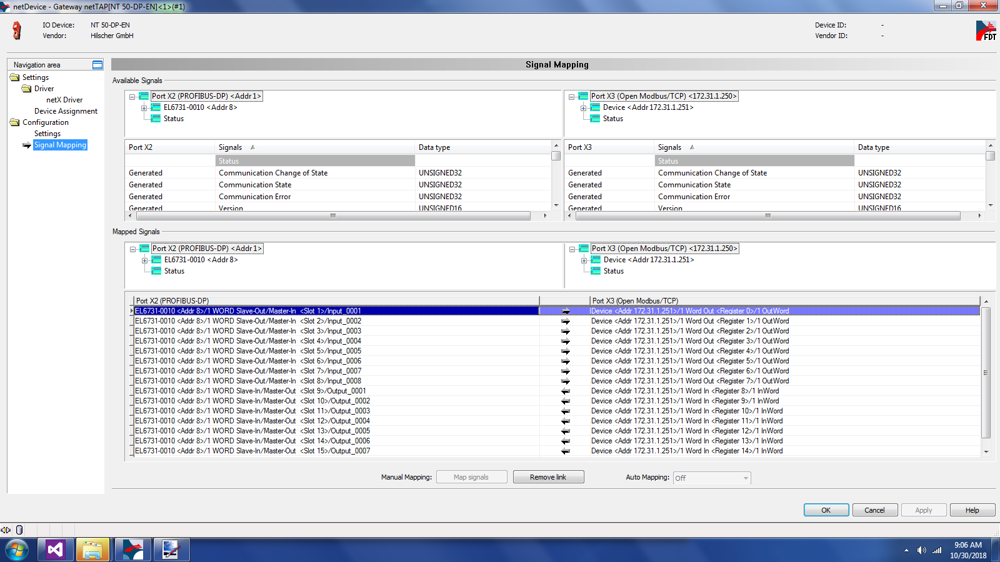 netDevice - Gateway netTAP[NT 50-DP-EN]<1>(#1)
IO Device: NT 50-DP-EN Device ID: -
Vendor: Hilscher GmbH Vendor ID: -
FDT
Navigation area
Settings
Driver
netX Driver
Device Assignment
Configuration
Settings
Signal Mapping
Signal Mapping
Available Signals
Port X2 (PROFIBUS-DP) <Addr 1>
EL6731-0010 <Addr 8>
Status
Port X3 (Open Modbus/TCP) <172.31.1.250>
Device <Addr 172.31.1.251>
Status
Port X2 Signals Data type
Status
Generated Communication Change of State UNSIGNED32
Generated Communication State UNSIGNED32
Generated Communication Error UNSIGNED32
Generated Version UNSIGNED16
Port X3 Signals Data type
Status
Generated Communication Change of State UNSIGNED32
Generated Communication State UNSIGNED32
Generated Communication Error UNSIGNED32
Generated Version UNSIGNED16
Mapped Signals
Port X2 (PROFIBUS-DP) <Addr 1>
EL6731-0010 <Addr 8>
Status
Port X3 (Open Modbus/TCP) <172.31.1.250>
Device <Addr 172.31.1.251>
Status
Port X2 (PROFIBUS-DP) Port X3 (Open Modbus/TCP)
EL6731-0010 <Addr 8>/1 WORD Slave-Out/Master-In <Slot 1>/Input_0001 Device <Addr 172.31.1.251>/1 Word Out <Register 0>/1 OutWord
EL6731-0010 <Addr 8>/1 WORD Slave-Out/Master-In <Slot 2>/Input_0002 Device <Addr 172.31.1.251>/1 Word Out <Register 1>/1 OutWord
EL6731-0010 <Addr 8>/1 WORD Slave-Out/Master-In <Slot 3>/Input_0003 Device <Addr 172.31.1.251>/1 Word Out <Register 2>/1 OutWord
EL6731-0010 <Addr 8>/1 WORD Slave-Out/Master-In <Slot 4>/Input_0004 Device <Addr 172.31.1.251>/1 Word Out <Register 3>/1 OutWord
EL6731-0010 <Addr 8>/1 WORD Slave-Out/Master-In <Slot 5>/Input_0005 Device <Addr 172.31.1.251>/1 Word Out <Register 4>/1 OutWord
EL6731-0010 <Addr 8>/1 WORD Slave-Out/Master-In <Slot 6>/Input_0006 Device <Addr 172.31.1.251>/1 Word Out <Register 5>/1 OutWord
EL6731-0010 <Addr 8>/1 WORD Slave-Out/Master-In <Slot 7>/Input_0007 Device <Addr 172.31.1.251>/1 Word Out <Register 6>/1 OutWord
EL6731-0010 <Addr 8>/1 WORD Slave-Out/Master-In <Slot 8>/Input_0008 Device <Addr 172.31.1.251>/1 Word Out <Register 7>/1 OutWord
EL6731-0010 <Addr 8>/1 WORD Slave-In/Master-Out <Slot 9>/Output_0001 Device <Addr 172.31.1.251>/1 Word In <Register 8>/1 InWord
EL6731-0010 <Addr 8>/1 WORD Slave-In/Master-Out <Slot 10>/Output_0002 Device <Addr 172.31.1.251>/1 Word In <Register 9>/1 InWord
EL6731-0010 <Addr 8>/1 WORD Slave-In/Master-Out <Slot 11>/Output_0003 Device <Addr 172.31.1.251>/1 Word In <Register 10>/1 InWord
EL6731-0010 <Addr 8>/1 WORD Slave-In/Master-Out <Slot 12>/Output_0004 Device <Addr 172.31.1.251>/1 Word In <Register 11>/1 InWord
EL6731-0010 <Addr 8>/1 WORD Slave-In/Master-Out <Slot 13>/Output_0005 Device <Addr 172.31.1.251>/1 Word In <Register 12>/1 InWord
EL6731-0010 <Addr 8>/1 WORD Slave-In/Master-Out <Slot 14>/Output_0006 Device <Addr 172.31.1.251>/1 Word In <Register 13>/1 InWord
EL6731-0010 <Addr 8>/1 WORD Slave-In/Master-Out <Slot 15>/Output_0007 Device <Addr 172.31.1.251>/1 Word In <Register 14>/1 InWord
Manual Mapping: Map signals Remove link Auto Mapping: Off
OK Cancel Apply Help
9:06 AM
10/30/2018